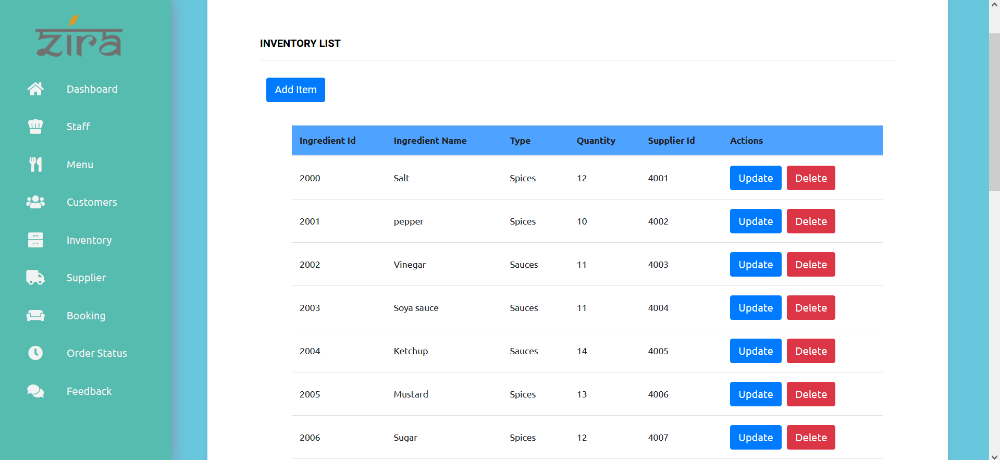 zira
Dashboard
Staff
Menu
Customers
Inventory
Supplier
Booking
Order Status
Feedback
INVENTORY LIST
Add Item
Ingredient Id Ingredient Name Type Quantity Supplier Id Actions
2000 Salt Spices 12 4001 Update Delete
2001 pepper Spices 10 4002 Update Delete
2002 Vinegar Sauces 11 4003 Update Delete
2003 Soya sauce Sauces 11 4004 Update Delete
2004 Ketchup Sauces 14 4005 Update Delete
2005 Mustard Spices 13 4006 Update Delete
2006 Sugar Spices 12 4007 Update Delete